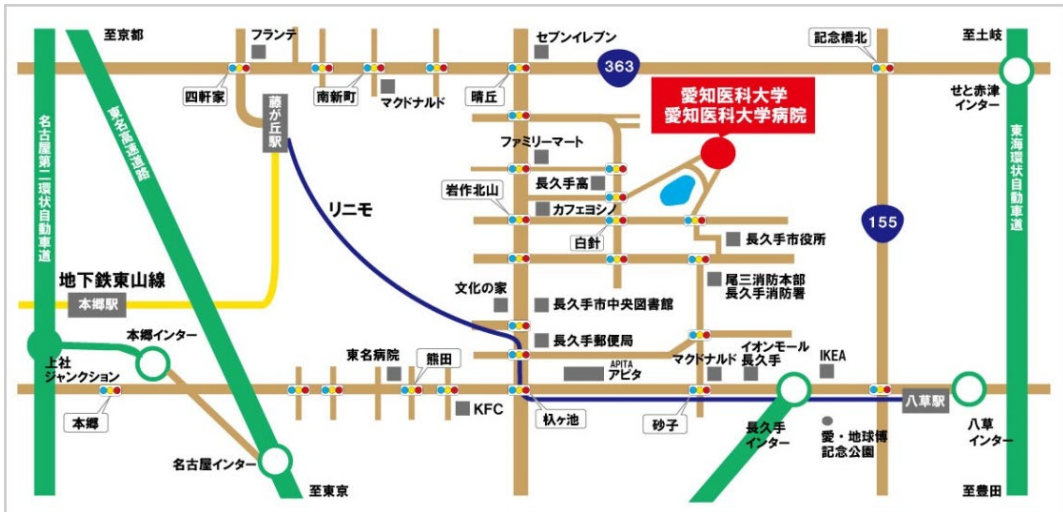 至京都
フランテ
セブンイレブン
363
記念橋北
至土岐
四軒家
南新町
マクドナルド
晴丘
愛知医科大学
愛知医科大学病院
せと赤津
インター
藤が丘駅
名古屋第二環状自動車道
東名高速道路
東海環状自動車道
ファミリーマート
長久手高
岩作北山
カフェヨシノ
リニモ
白針
155
長久手市役所
地下鉄東山線
本郷駅
文化の家
長久手市中央図書館
尾三消防本部
長久手消防署
本郷インター
長久手郵便局
上社
ジャンクション
東名病院
熊田
APITA
アピタ
マクドナルド
イオンモール
長久手
IKEA
本郷
KFC
杁ヶ池
砂子
八草駅
長久手
インター
愛・地球博
記念公園
八草
インター
名古屋インター
至東京
至豊田